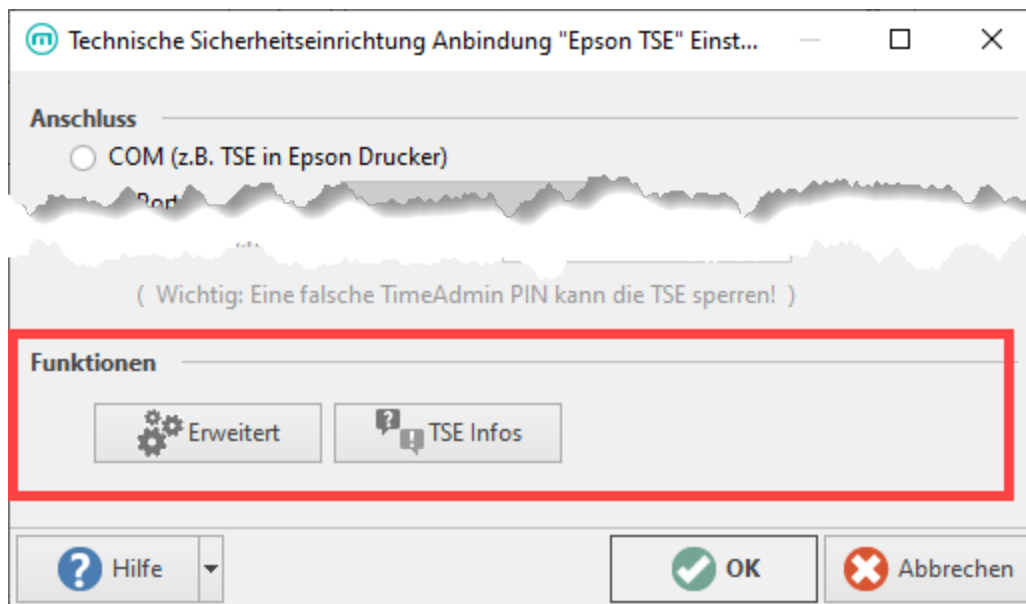 Technische Sicherheitseinrichtung Anbindung "Epson TSE" Einst...
Anschluss
COM (z.B. TSE in Epson Drucker)
Port
( Wichtig: Eine falsche TimeAdmin PIN kann die TSE sperren! )
Funktionen
Erweitert TSE Infos
Hilfe OK Abbrechen